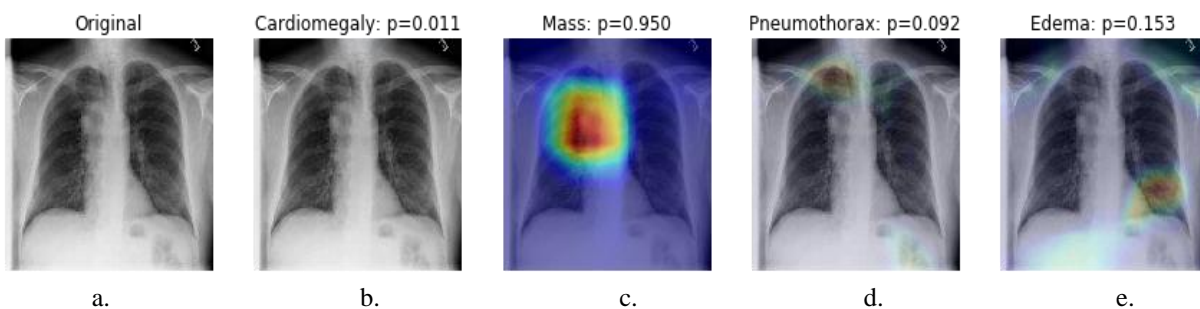 Original
Cardiomegaly: p=0.011
Mass: p=0.950
Pneumothorax: p=0.092
Edema: p=0.153
a.
b.
c.
d.
e.